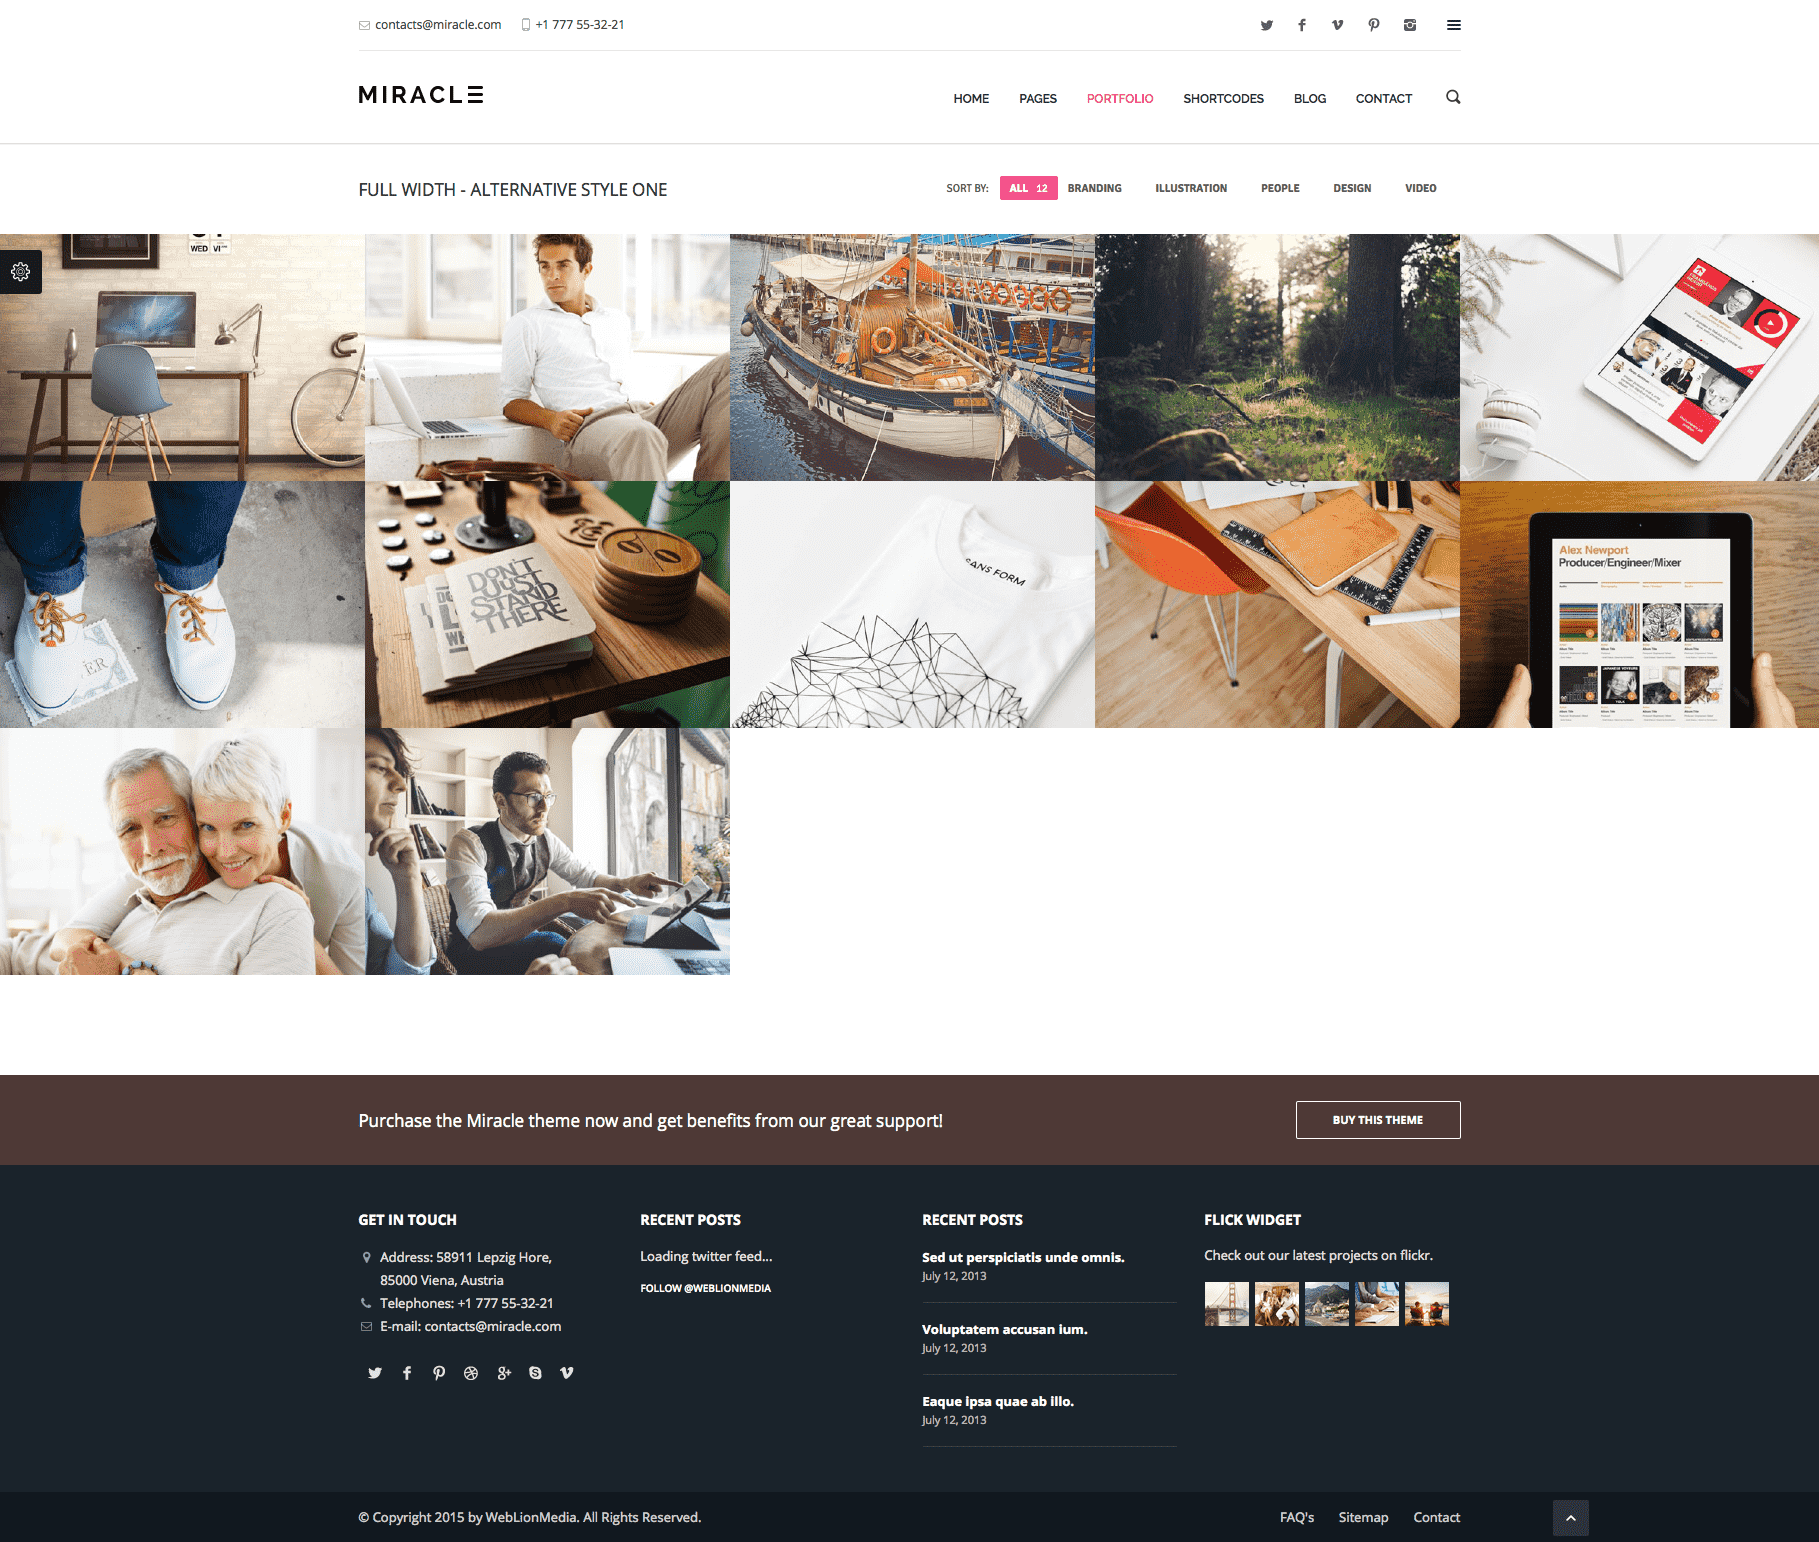 contacts@miracle.com +1 777 55-32-21
MIRACLE
HOME PAGES PORTFOLIO SHORTCODES BLOG CONTACT
FULL WIDTH - ALTERNATIVE STYLE ONE
SORT BY: ALL 12 BRANDING ILLUSTRATION PEOPLE DESIGN VIDEO
WED VI
DON'T
JUST
STAND
THERE
SANS FORM
Alex Newport
Producer/Engineer/Mixer
ER
Purchase the Miracle theme now and get benefits from our great support!
BUY THIS THEME
GET IN TOUCH
Address: 58911 Lepzig Hore,
85000 Viena, Austria
Telephones: +1 777 55-32-21
E-mail: contacts@miracle.com
RECENT POSTS
Loading twitter feed...
FOLLOW @WEBLIONMEDIA
RECENT POSTS
Sed ut perspiciatis unde omnis.
July 12, 2013
Voluptatem accusan ium.
July 12, 2013
Eaque ipsa quae ab illo.
July 12, 2013
FLICK WIDGET
Check out our latest projects on flickr.
© Copyright 2015 by WebLionMedia. All Rights Reserved.
FAQ's Sitemap Contact